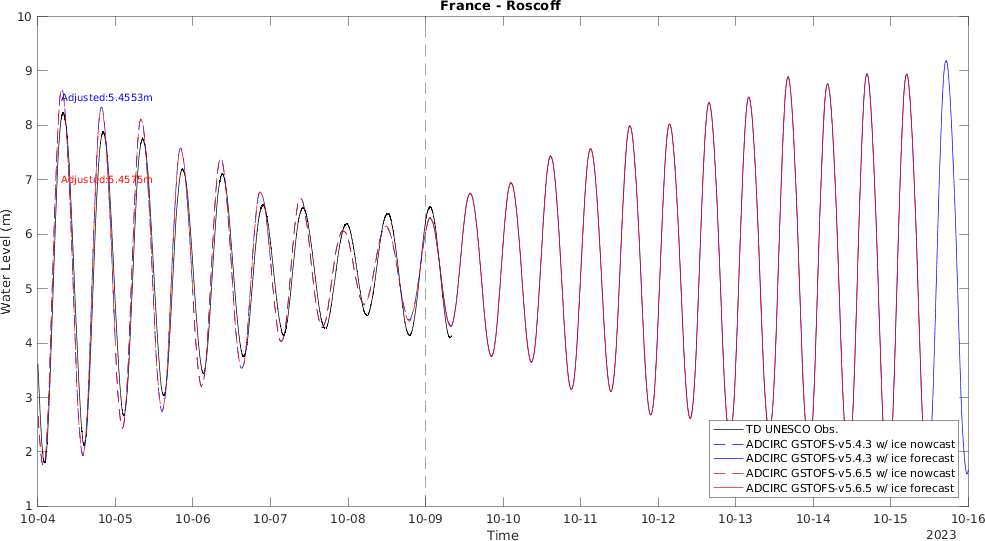 France - Roscoff
10
9
8
7
6
5
4
3
2
1
Water Level (m)
Adjusted:5.4553m
Adjusted:5.4575m
TD UNESCO Obs.
ADCIRC GSTOFS-v5.4.3 w/ ice nowcast
ADCIRC GSTOFS-v5.4.3 w/ ice forecast
ADCIRC GSTOFS-v5.6.5 w/ ice nowcast
ADCIRC GSTOFS-v5.6.5 w/ ice forecast
10-04 10-05 10-06 10-07 10-08 10-09 10-10 10-11 10-12 10-13 10-14 10-15 10-16
Time
2023